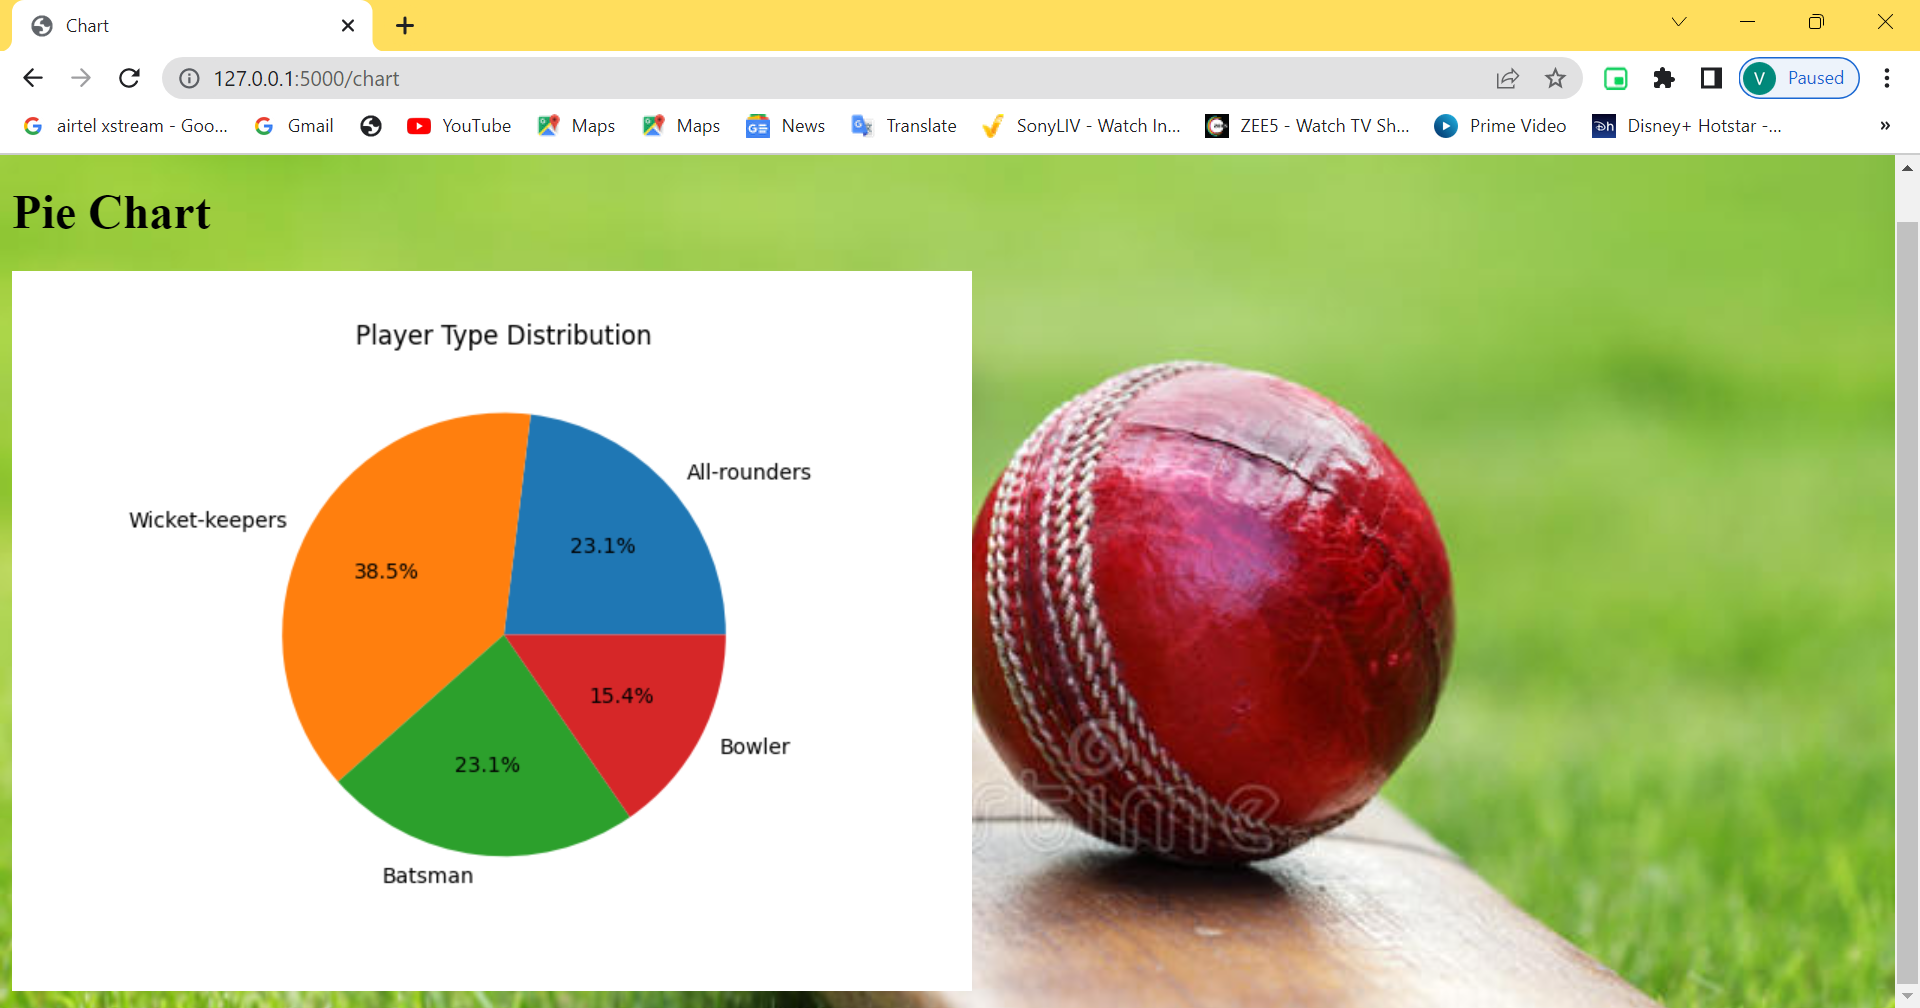 Chart
127.0.0.1:5000/chart
V Paused
airtel xstream - Goo... Gmail YouTube Maps Maps News Translate SonyLIV - Watch In... ZEE5 - Watch TV Sh... Prime Video Disney+ Hotstar -... »
Pie Chart
Player Type Distribution
All-rounders
Wicket-keepers
23.1%
38.5%
15.4%
Bowler
23.1%
Batsman